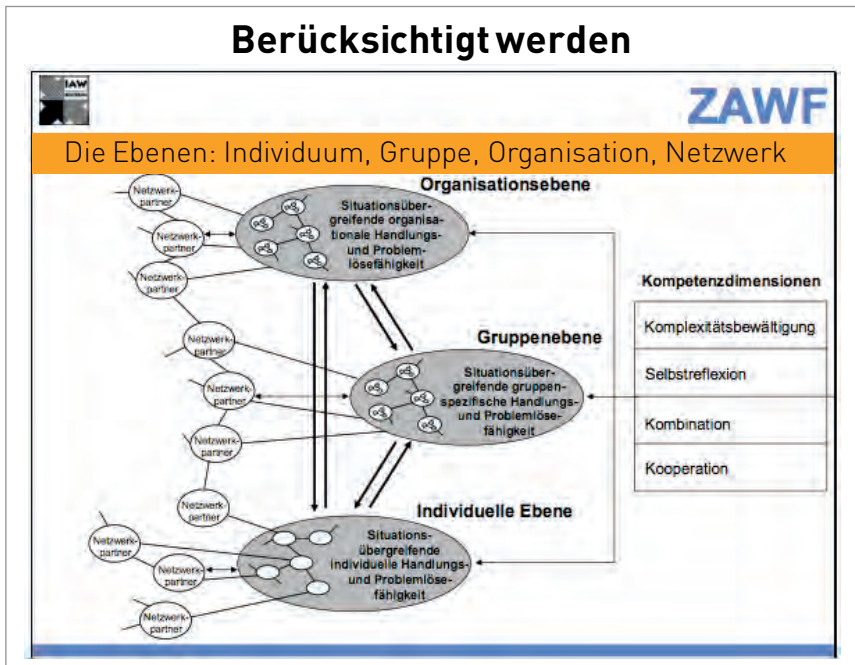 Berücksichtigt werden
IAW
ZAWF
Die Ebenen: Individuum, Gruppe, Organisation, Netzwerk
Organisationsebene
Situationsüber-
greifende organisa-
tionale Handlungs-
und Problem-
lösefähigkeit
Netzwerk-
partner
Netzwerk-
partner
Netzwerk-
partner
Kompetenzdimensionen
Komplexitätsbewältigung
Selbstreflexion
Kombination
Kooperation
Gruppenebene
Situationsüber-
greifende gruppen-
spezifische Handlungs-
und Problemlöse-
fähigkeit
Netzwerk-
partner
Netzwerk-
partner
Netzwerk-
partner
Netzwerk-
partner
Individuelle Ebene
Situations-
übergreifende
individuelle Handlungs-
und Problemlöse-
fähigkeit
Netzwerk-
partner
Netzwerk-
partner
Netzwerk-
partner